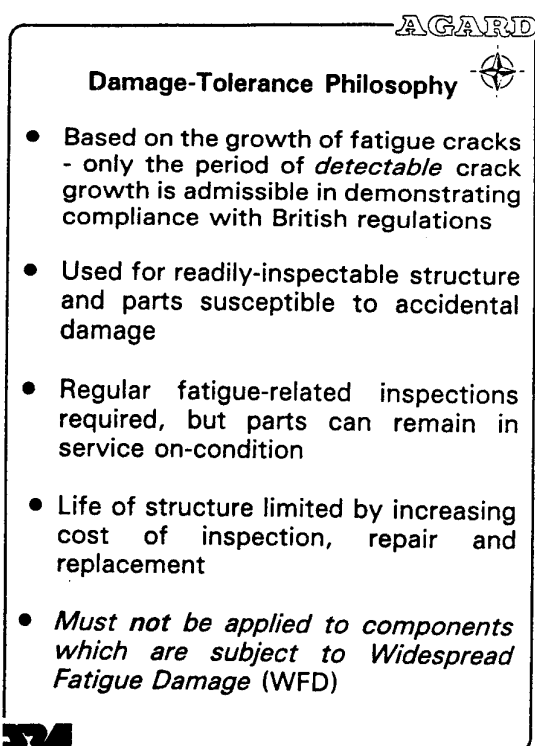 AGARD
Damage-Tolerance Philosophy
● Based on the growth of fatigue cracks
- only the period of detectable crack
growth is admissible in demonstrating
compliance with British regulations
● Used for readily-inspectable structure
and parts susceptible to accidental
damage
● Regular fatigue-related inspections
required, but parts can remain in
service on-condition
● Life of structure limited by increasing
cost of inspection, repair and
replacement
● Must not be applied to components
which are subject to Widespread
Fatigue Damage (WFD)